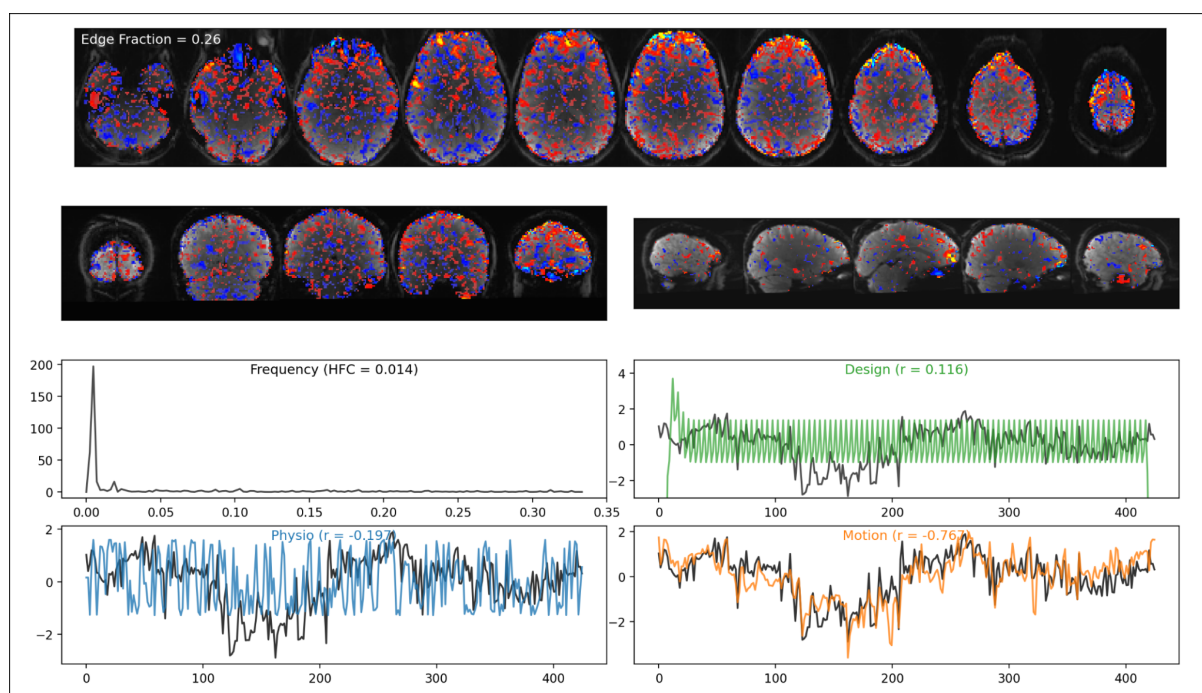 Edge Fraction = 0.26
Frequency (HFC = 0.014)
200
150
100
50
0
0.00 0.05 0.10 0.15 0.20 0.25 0.30 0.35
Design (r = 0.116)
4
2
0
−2
0 100 200 300 400
Physio (r = -0.197)
2
0
−2
0 100 200 300 400
Motion (r = -0.767)
2
0
−2
0 100 200 300 400